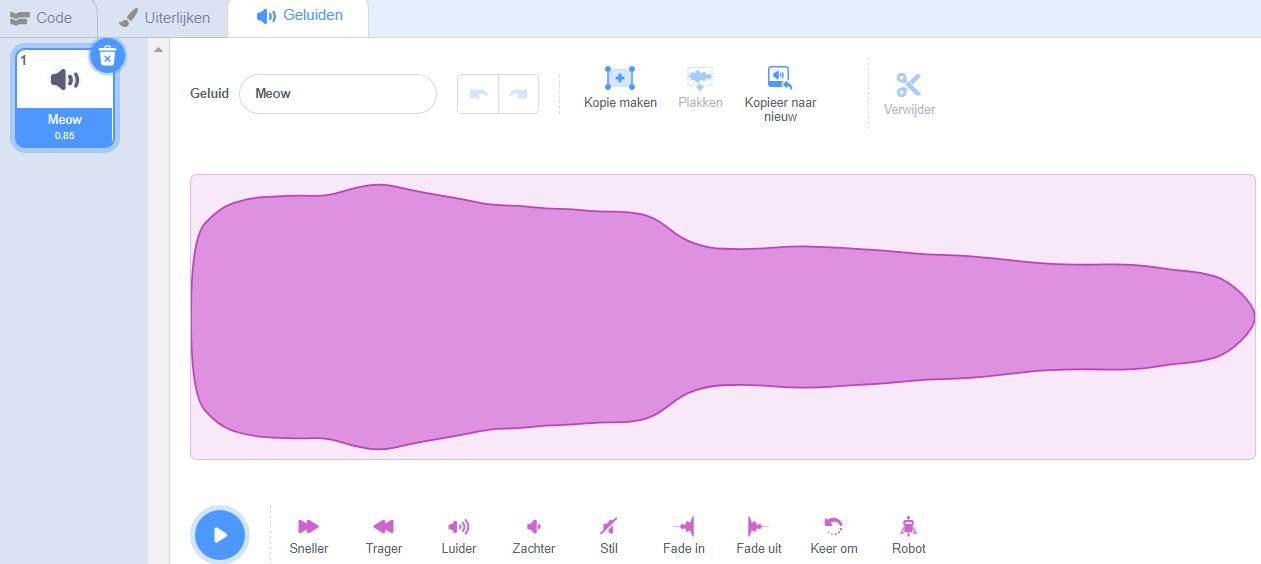 Code
Uiterlijken
Geluiden
1
Meow
0.85
Geluid
Meow
Kopie maken
Plakken
Kopieer naar
nieuw
Verwijder
Sneller
Trager
Luider
Zachter
Stil
Fade in
Fade uit
Keer om
Robot